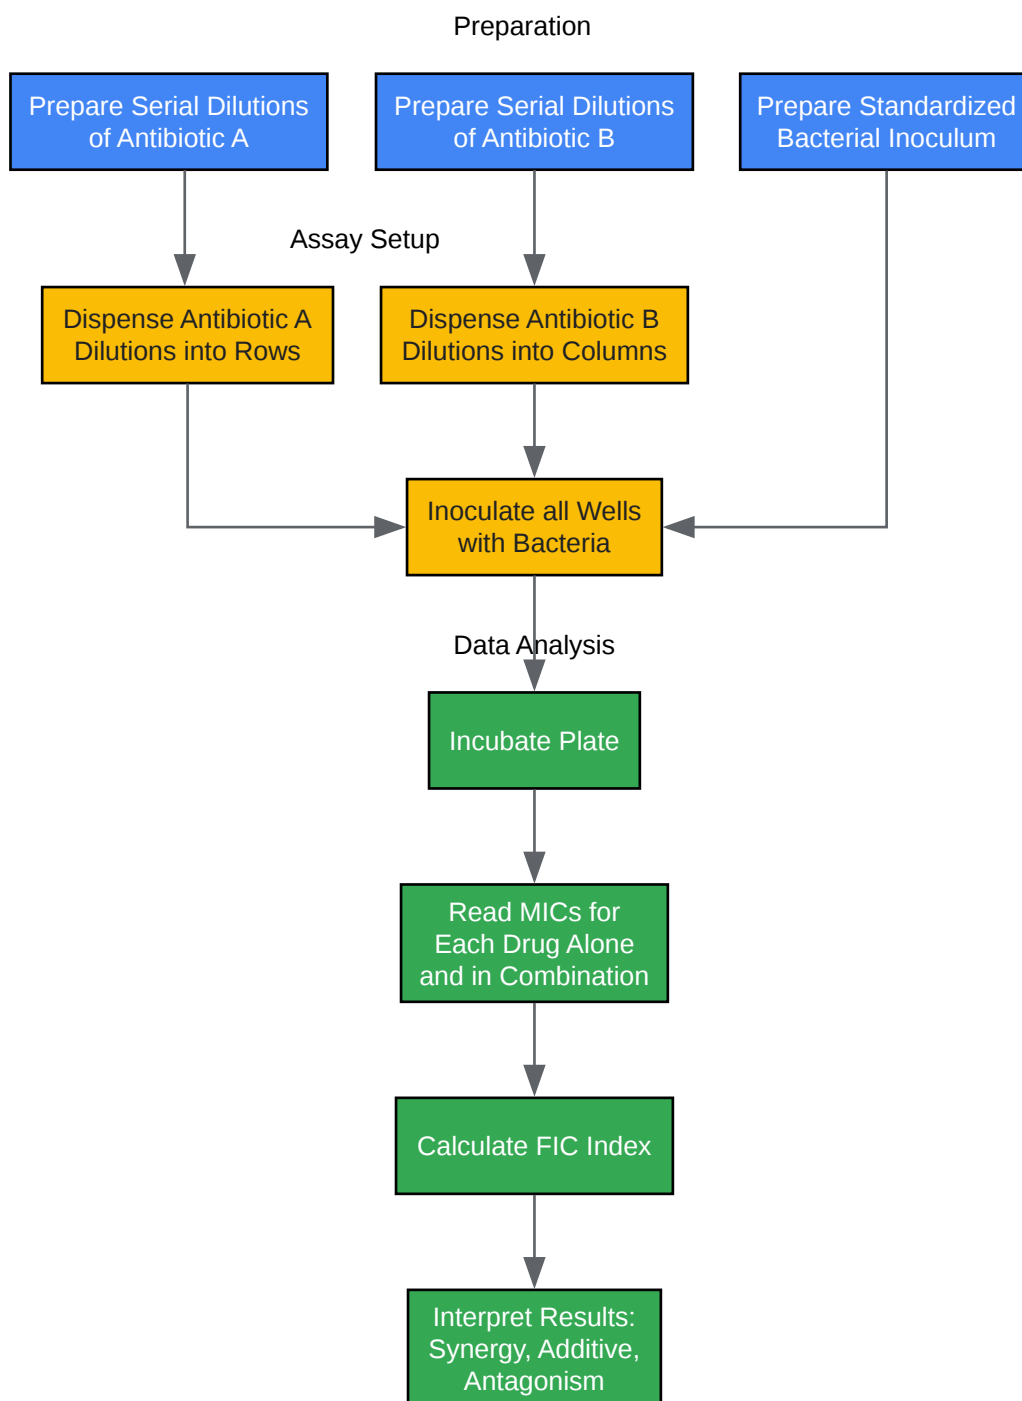 Preparation
Prepare Serial Dilutions
of Antibiotic A
Prepare Serial Dilutions
of Antibiotic B
Prepare Standardized
Bacterial Inoculum
Assay Setup
Dispense Antibiotic A
Dilutions into Rows
Dispense Antibiotic B
Dilutions into Columns
Inoculate all Wells
with Bacteria
Data Analysis
Incubate Plate
Read MICs for
Each Drug Alone
and in Combination
Calculate FIC Index
Interpret Results:
Synergy, Additive,
Antagonism